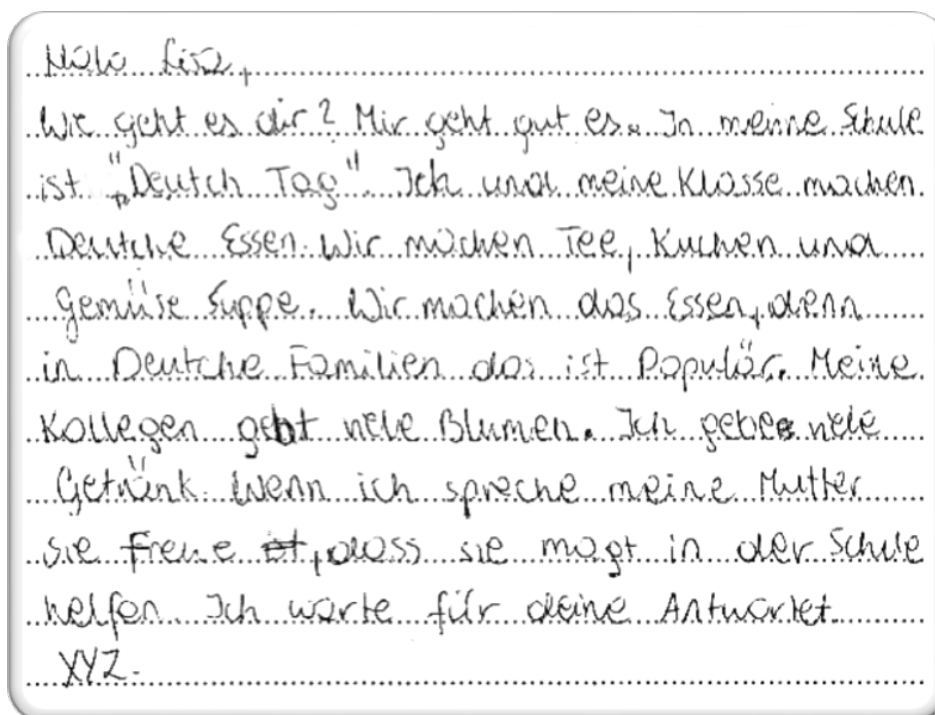 Halo Liza,
Wie geht es dir? Mir geht gut es. In meine Schule
ist "Deutch Tag". Ich und meine Klasse machen
Deutche Essen. Wir machen Tee, Kuchen und
Gemüse Suppe. Wir machen das Essen, denn
in Deutche Familien das ist Populär. Meine
Kollegen gebt viele Blumen. Ich gebe viele
Getränk. Wenn ich spreche meine Mutter
sie freue, dass sie magt in der Schule
helfen. Ich warte für deine Antwortet.
XYZ.